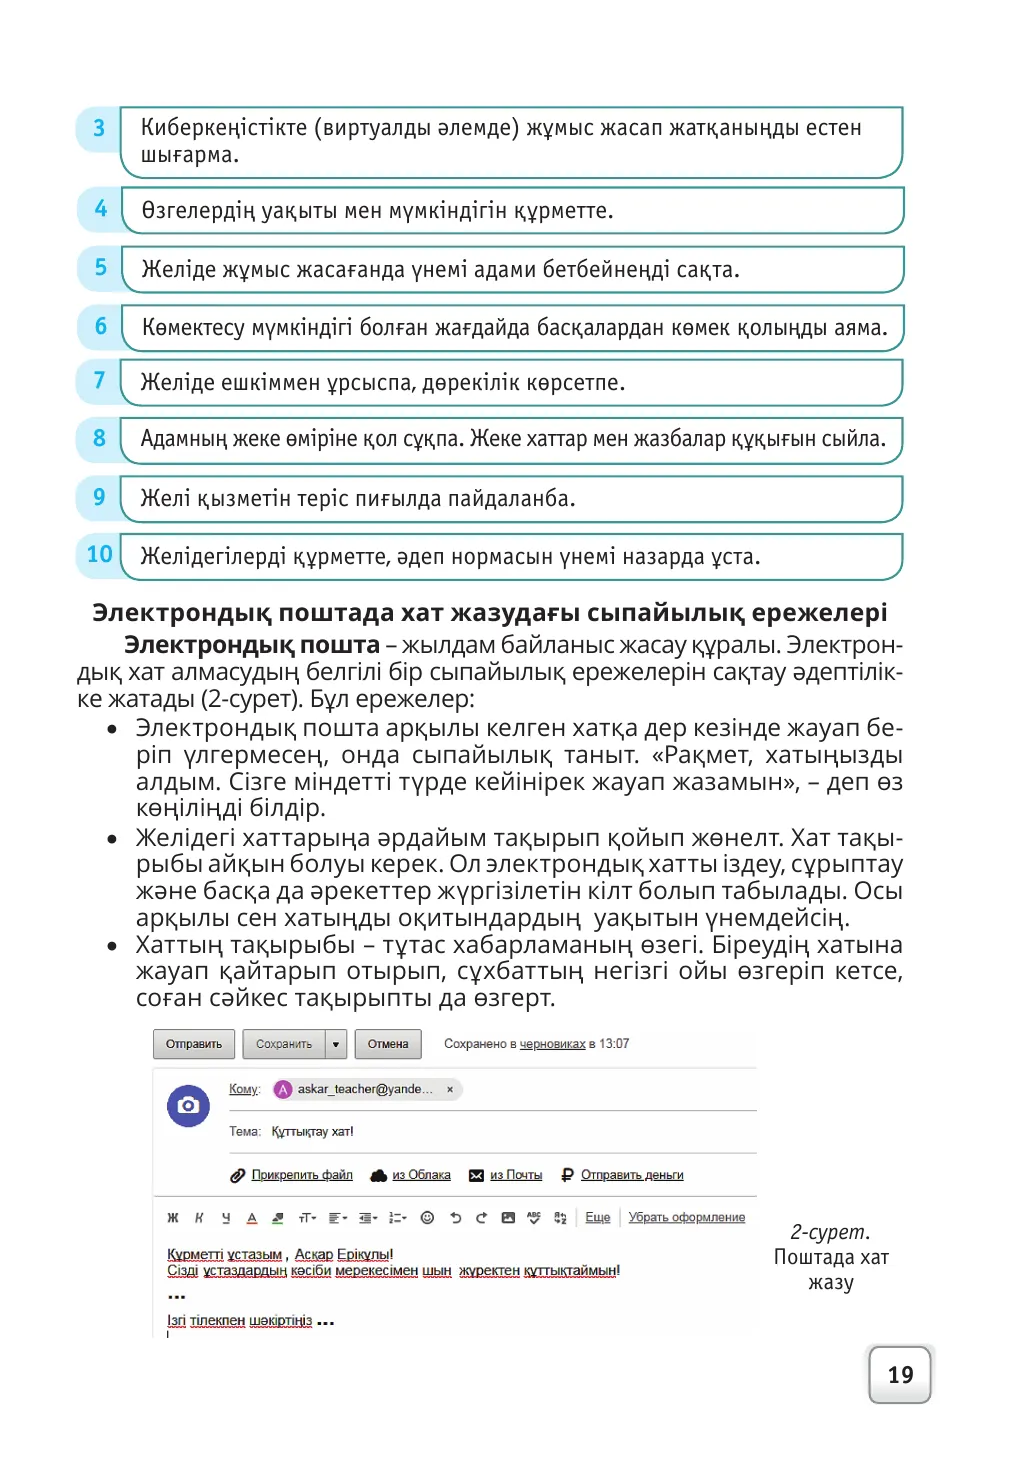 3 Киберкеңістікте (виртуалды әлемде) жұмыс жасап жатқаныңды естен
шығарма.
4 Өзгелердің уақыты мен мүмкіндігін құрметте.
5 Желіде жұмыс жасағанда үнемі адами бетбейнеңді сақта.
6 Көмектесу мүмкіндігі болған жағдайда басқалардан көмек қолыңды аяма.
7 Желіде ешкіммен ұрсыспа, дөрекілік көрсетпе.
8 Адамның жеке өміріне қол сұқпа. Жеке хаттар мен жазбалар құқығын сыйла.
9 Желі қызметін теріс пиғылда пайдаланба.
10 Желідегілерді құрметте, әдеп нормасын үнемі назарда ұста.
Электрондық поштада хат жазудағы сыпайылық ережелері
Электрондық пошта – жылдам байланыс жасау құралы. Электрон-
дық хат алмасудың белгілі бір сыпайылық ережелерін сақтау әдептілік-
ке жатады (2-сурет). Бұл ережелер:
• Электрондық пошта арқылы келген хатқа дер кезінде жауап бе-
ріп үлгермесең, онда сыпайылық таныт. «Рақмет, хатыңызды
алдым. Сізге міндетті түрде кейінірек жауап жазамын», – деп өз
көңіліңді білдір.
• Желідегі хаттарыңа әрдайым тақырып қойып жөнелт. Хат тақы-
рыбы айқын болуы керек. Ол электрондық хатты іздеу, сұрыптау
және басқа да әрекеттер жүргізілетін кілт болып табылады. Осы
арқылы сен хатыңды оқитындардың уақытын үнемдейсің.
• Хаттың тақырыбы – тұтас хабарламаның өзегі. Біреудің хатына
жауап қайтарып отырып, сұхбаттың негізгі ойы өзгеріп кетсе,
соған сәйкес тақырыпты да өзгерт.
Отправить Сохранить Отмена Сохранено в черновиках в 13:07
Кому: A askar_teacher@yande... ×
Тема: Құттықтау хат!
Прикрепить файл из Облака из Почты Отправить деньги
Ж К Ч А тТ ABC Еще Убрать оформление
Құрметті ұстазым , Асқар Ерікұлы!
Сізді ұстаздардың кәсіби мерекесімен шын жүректен құттықтаймын!
...
Ізгі тілекпен шәкіртіңіз ...
2-сурет.
Поштада хат
жазу
19